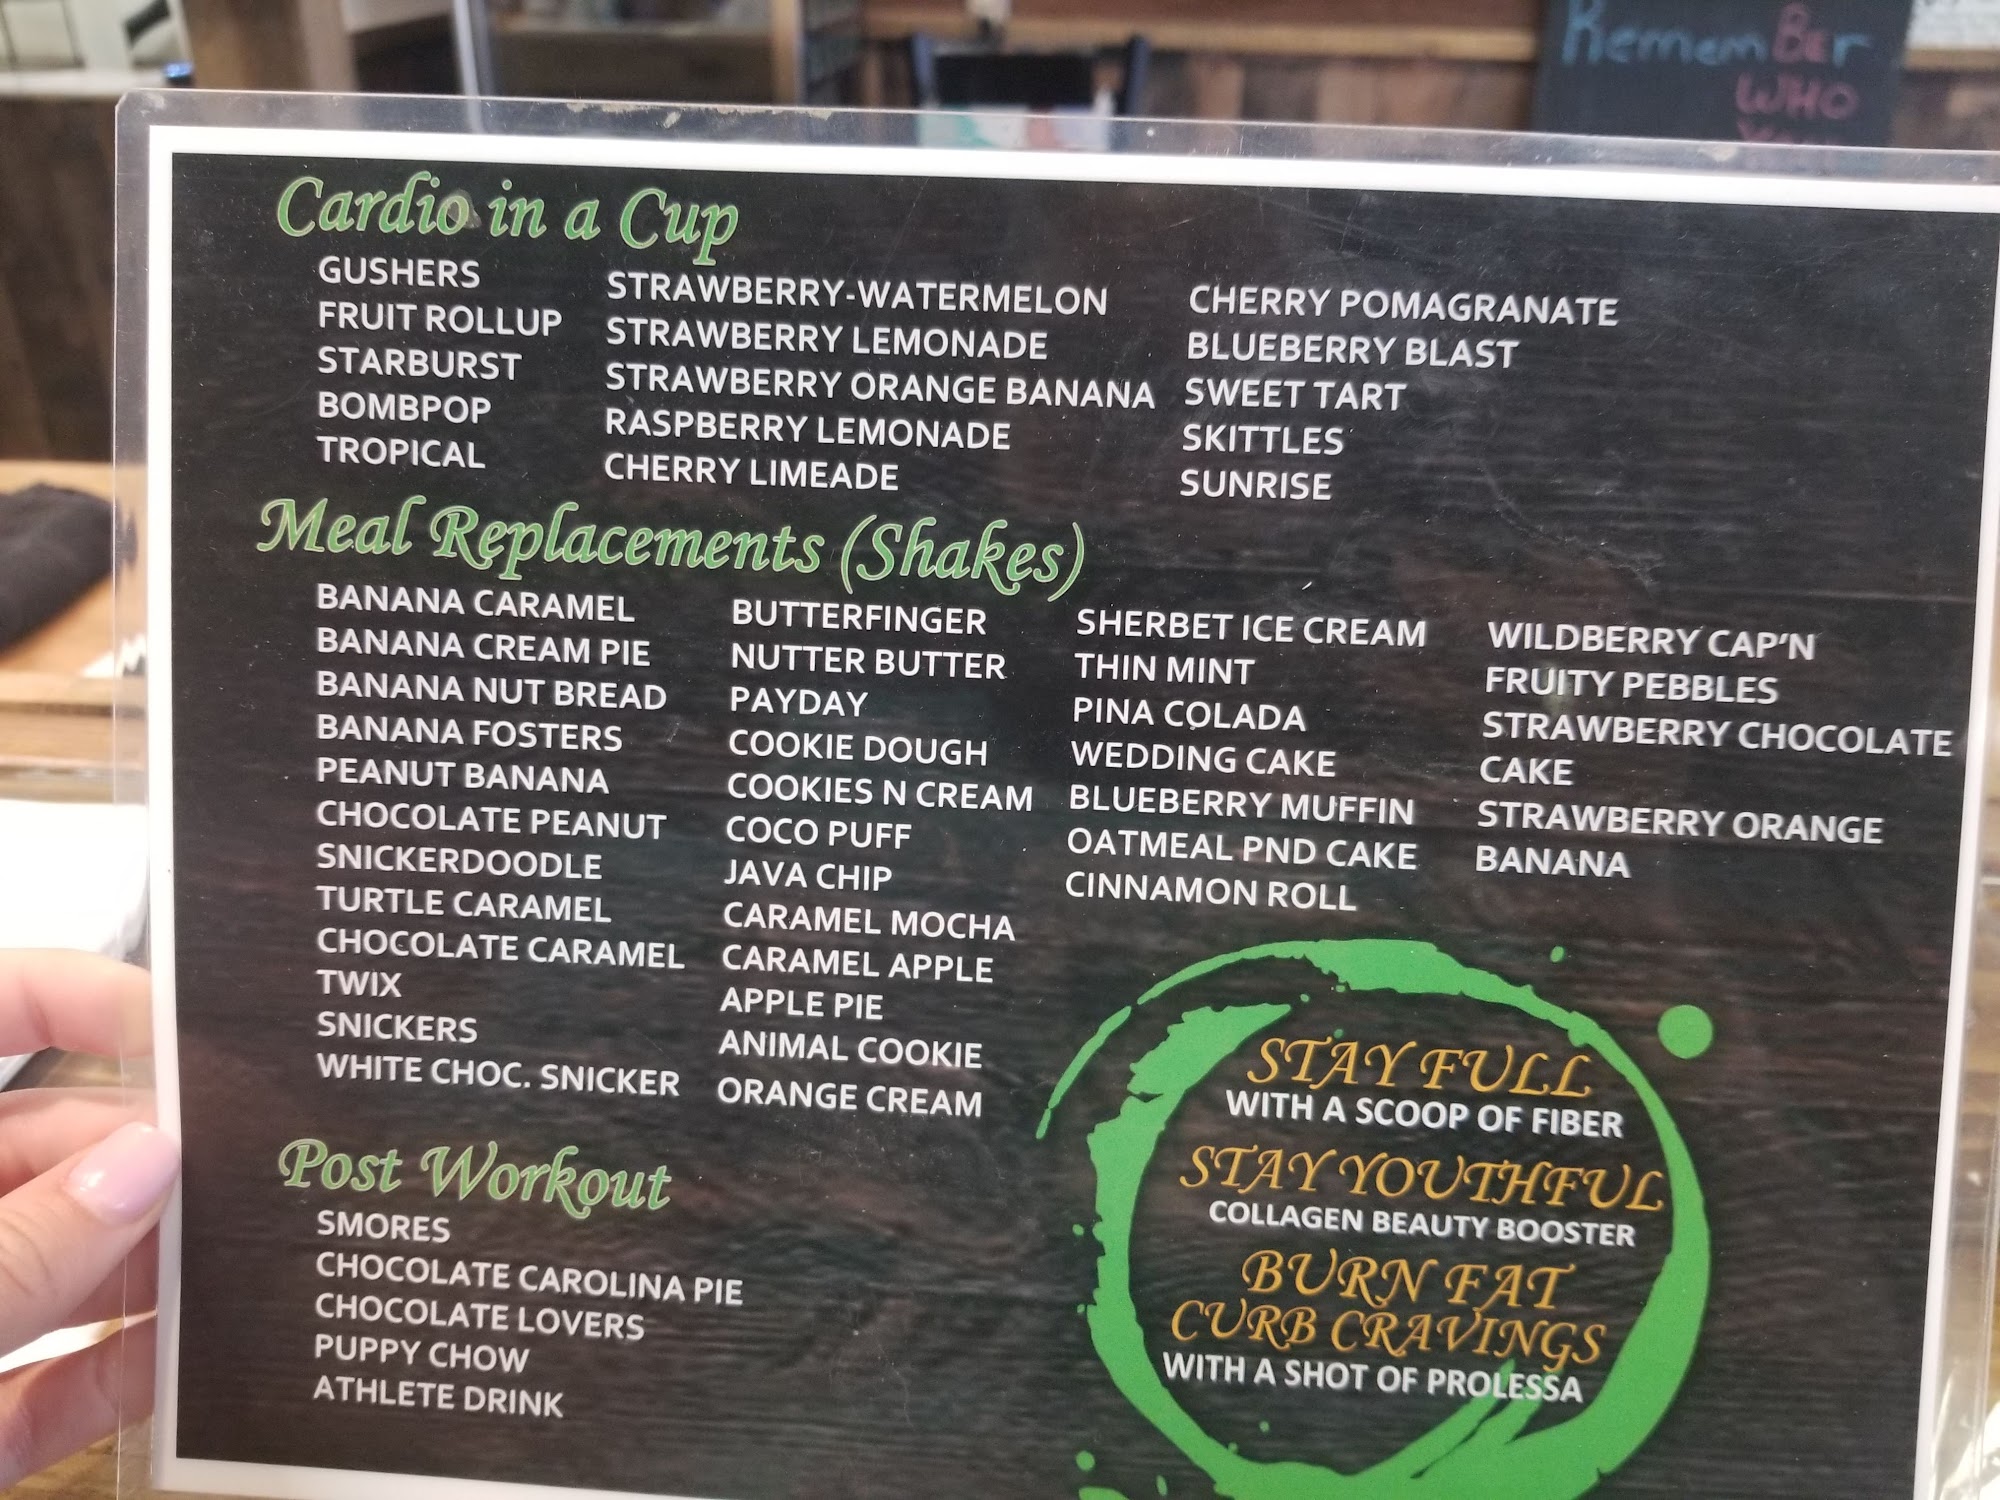 RememBer
WHO
Cardio in a Cup
GUSHERS
FRUIT ROLLUP
STARBURST
BOMBPOP
TROPICAL
STRAWBERRY-WATERMELON
STRAWBERRY LEMONADE
STRAWBERRY ORANGE BANANA
RASPBERRY LEMONADE
CHERRY LIMEADE
CHERRY POMAGRANATE
BLUEBERRY BLAST
SWEET TART
SKITTLES
SUNRISE
Meal Replacements (Shakes)
BANANA CARAMEL
BANANA CREAM PIE
BANANA NUT BREAD
BANANA FOSTERS
PEANUT BANANA
CHOCOLATE PEANUT
SNICKERDOODLE
TURTLE CARAMEL
CHOCOLATE CARAMEL
TWIX
SNICKERS
WHITE CHOC. SNICKER
BUTTERFINGER
NUTTER BUTTER
PAYDAY
COOKIE DOUGH
COOKIES N CREAM
COCO PUFF
JAVA CHIP
CARAMEL MOCHA
CARAMEL APPLE
APPLE PIE
ANIMAL COOKIE
ORANGE CREAM
SHERBET ICE CREAM
THIN MINT
PINA COLADA
WEDDING CAKE
BLUEBERRY MUFFIN
OATMEAL PND CAKE
CINNAMON ROLL
WILDBERRY CAP'N
FRUITY PEBBLES
STRAWBERRY CHOCOLATE
CAKE
STRAWBERRY ORANGE
BANANA
Post Workout
SMORES
CHOCOLATE CAROLINA PIE
CHOCOLATE LOVERS
PUPPY CHOW
ATHLETE DRINK
STAY FULL
WITH A SCOOP OF FIBER
STAY YOUTHFUL
COLLAGEN BEAUTY BOOSTER
BURN FAT
CURB CRAVINGS
WITH A SHOT OF PROLESSA